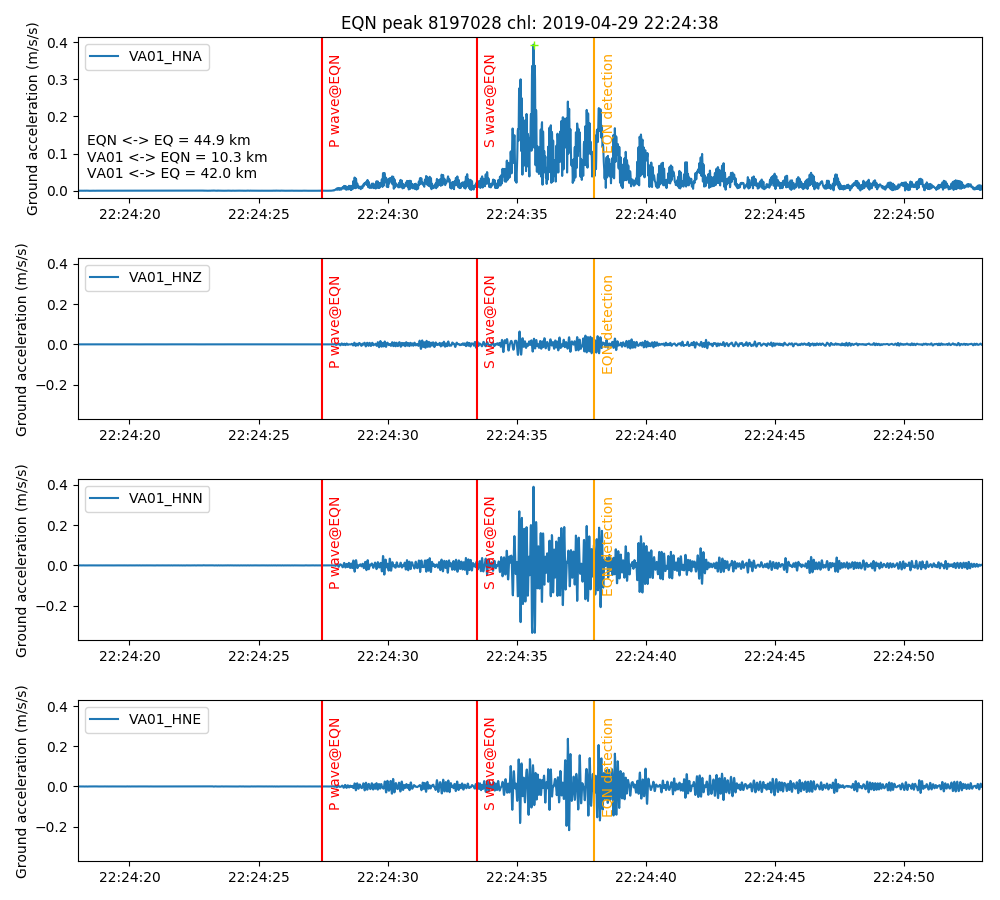 EQN peak 8197028 chl: 2019-04-29 22:24:38
Ground acceleration (m/s/s)
0.4
0.3
0.2
0.1
0.0
VA01_HNA
P wave@EQN
S wave@EQN
EQN detection
EQN <-> EQ = 44.9 km
VA01 <-> EQN = 10.3 km
VA01 <-> EQ = 42.0 km
22:24:20 22:24:25 22:24:30 22:24:35 22:24:40 22:24:45 22:24:50
Ground acceleration (m/s/s)
0.4
0.2
0.0
−0.2
VA01_HNZ
P wave@EQN
S wave@EQN
EQN detection
22:24:20 22:24:25 22:24:30 22:24:35 22:24:40 22:24:45 22:24:50
Ground acceleration (m/s/s)
0.4
0.2
0.0
−0.2
VA01_HNN
P wave@EQN
S wave@EQN
EQN detection
22:24:20 22:24:25 22:24:30 22:24:35 22:24:40 22:24:45 22:24:50
Ground acceleration (m/s/s)
0.4
0.2
0.0
−0.2
VA01_HNE
P wave@EQN
S wave@EQN
EQN detection
22:24:20 22:24:25 22:24:30 22:24:35 22:24:40 22:24:45 22:24:50